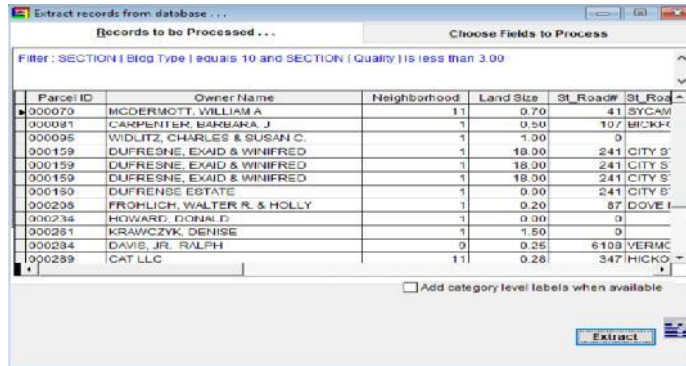 Extract records from database . . .
Records to be Processed . . .
Choose Fields to Process
Filter : SECTION [ Bldg Type ] equals 10 and SECTION [ Quality ] is less than 3.00
Parcel ID Owner Name Neighborhood Land Size St_Road# St_Roa
000070 MCDERMOTT, WILLIAM A 11 0.70 41 SYCAM
000081 CARPENTER, BARBARA, J 1 0.50 107 BICKFO
000095 WIDLITZ, CHARLES & SUSAN C. 1 1.00 0
000159 DUFRESNE, EXAID & WINIFRED 1 18.00 241 CITY S
000159 DUFRESNE, EXAID & WINIFRED 1 18.00 241 CITY S
000159 DUFRESNE, EXAID & WINIFRED 1 18.00 241 CITY S
000160 DUFRENSE ESTATE 1 0.00 241 CITY S
000208 FROHLICH, WALTER R. & HOLLY 1 0.20 87 DOVE
000234 HOWARD, DONALD 1 0.00 0
000261 KRAWCZYK, DENISE 1 1.50 0
000284 DAVIS, JR. RALPH 0.25 6108 VERMO
000289 CAT LLC 11 0.28 347 HICKO
Add category level labels when available
Extract